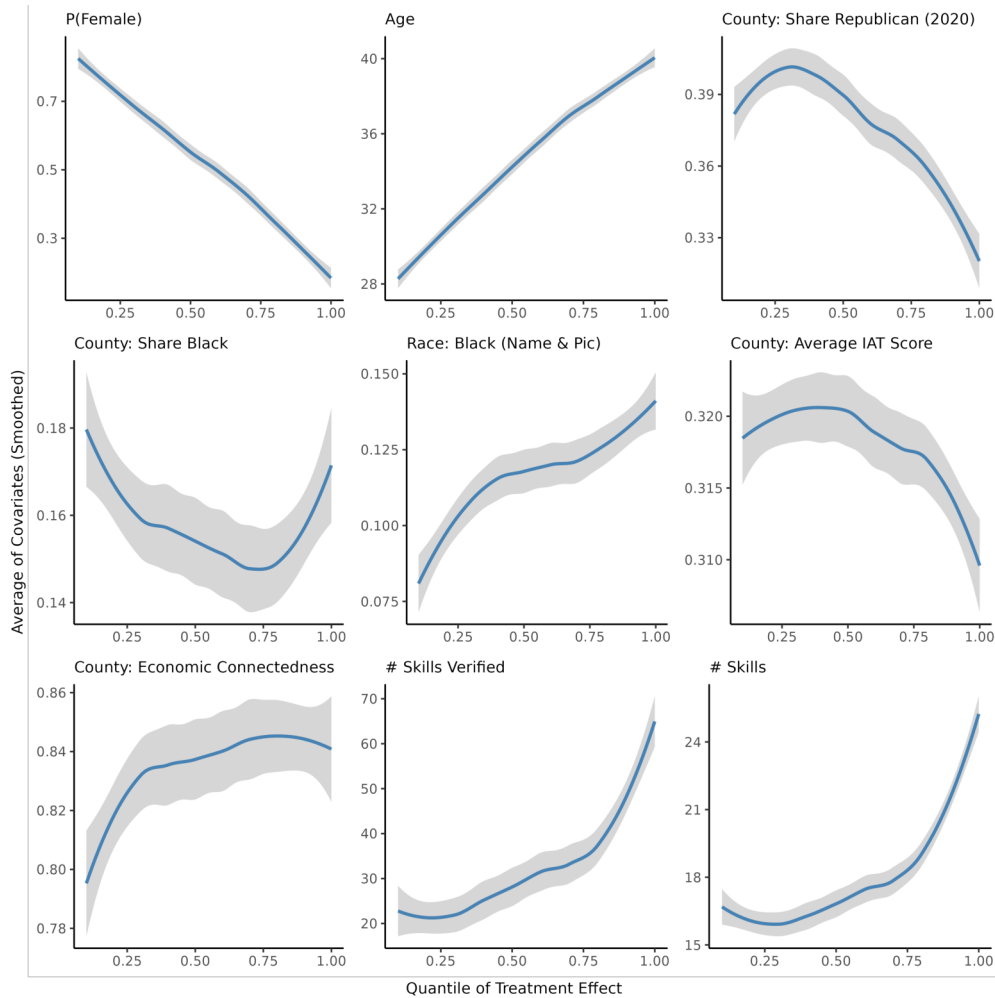 P(Female)
Age
County: Share Republican (2020)
0.7
0.5
0.3
40
36
32
28
0.39
0.36
0.33
0.25 0.50 0.75 1.00
0.25 0.50 0.75 1.00
0.25 0.50 0.75 1.00
County: Share Black
Race: Black (Name & Pic)
County: Average IAT Score
0.18
0.16
0.14
0.150
0.125
0.100
0.075
0.320
0.315
0.310
0.25 0.50 0.75 1.00
0.25 0.50 0.75 1.00
0.25 0.50 0.75 1.00
County: Economic Connectedness
# Skills Verified
# Skills
0.86
0.84
0.82
0.80
0.78
70
60
50
40
30
20
24
21
18
15
0.25 0.50 0.75 1.00
0.25 0.50 0.75 1.00
0.25 0.50 0.75 1.00
Average of Covariates (Smoothed)
Quantile of Treatment Effect